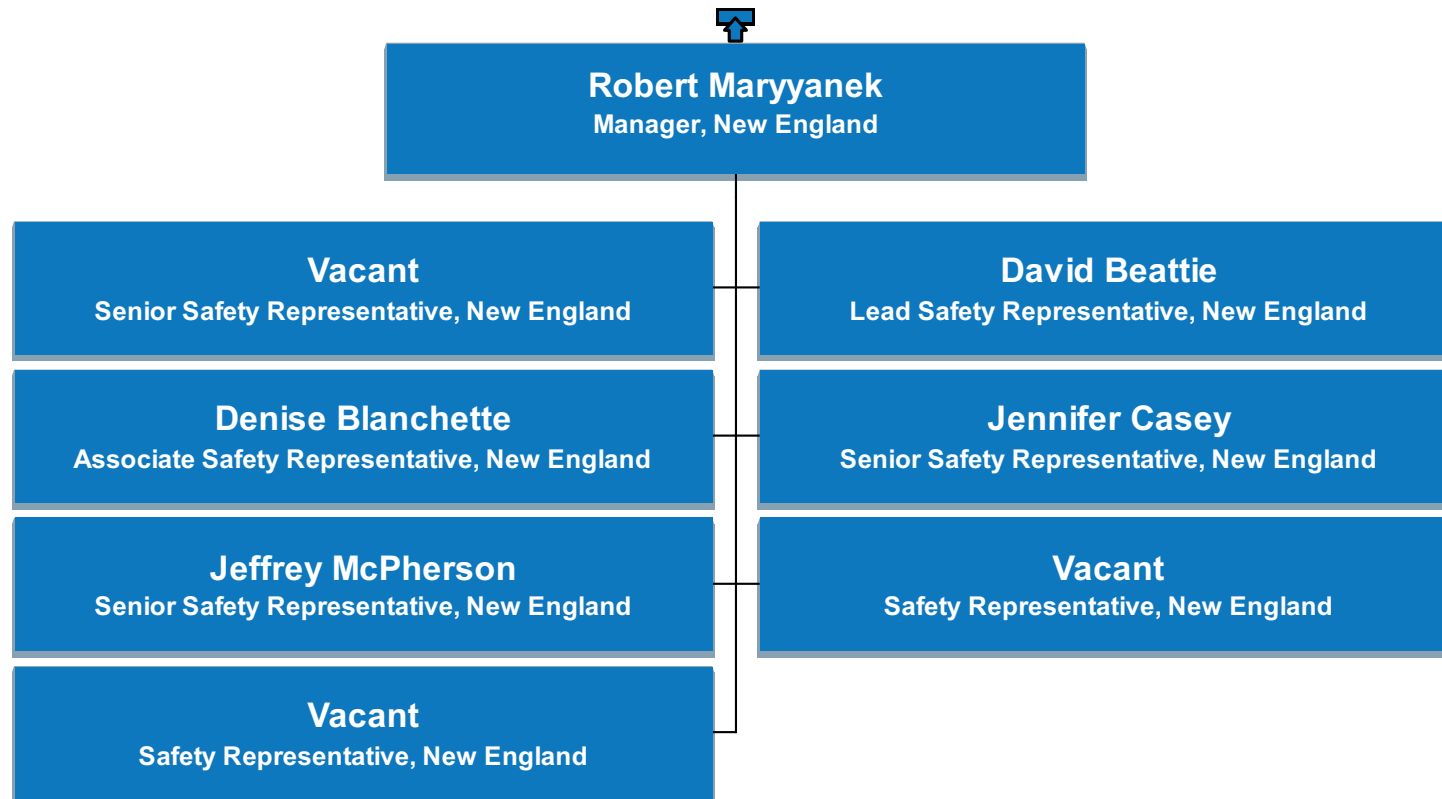 Robert Maryyanek
Manager, New England
Vacant
Senior Safety Representative, New England
David Beattie
Lead Safety Representative, New England
Denise Blanchette
Associate Safety Representative, New England
Jennifer Casey
Senior Safety Representative, New England
Jeffrey McPherson
Senior Safety Representative, New England
Vacant
Safety Representative, New England
Vacant
Safety Representative, New England